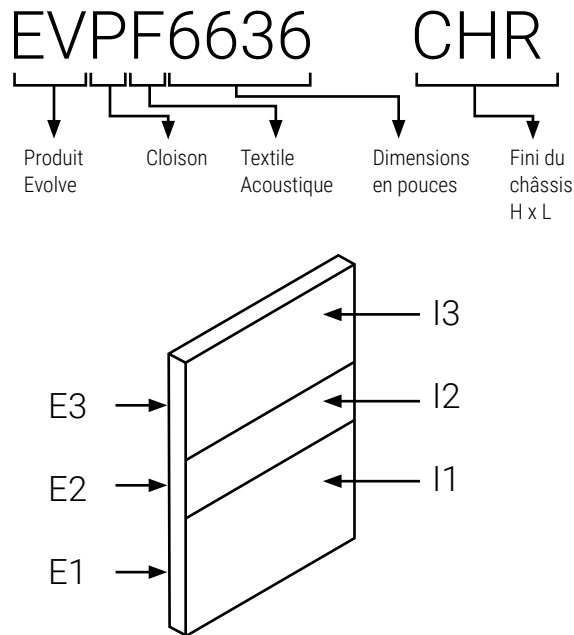 EVPF6636 CHR
Produit
Evolve
Cloison
Textile
Acoustique
Dimensions
en pouces
Fini du
châssis
H x L
I3
E3
I2
E2
I1
E1